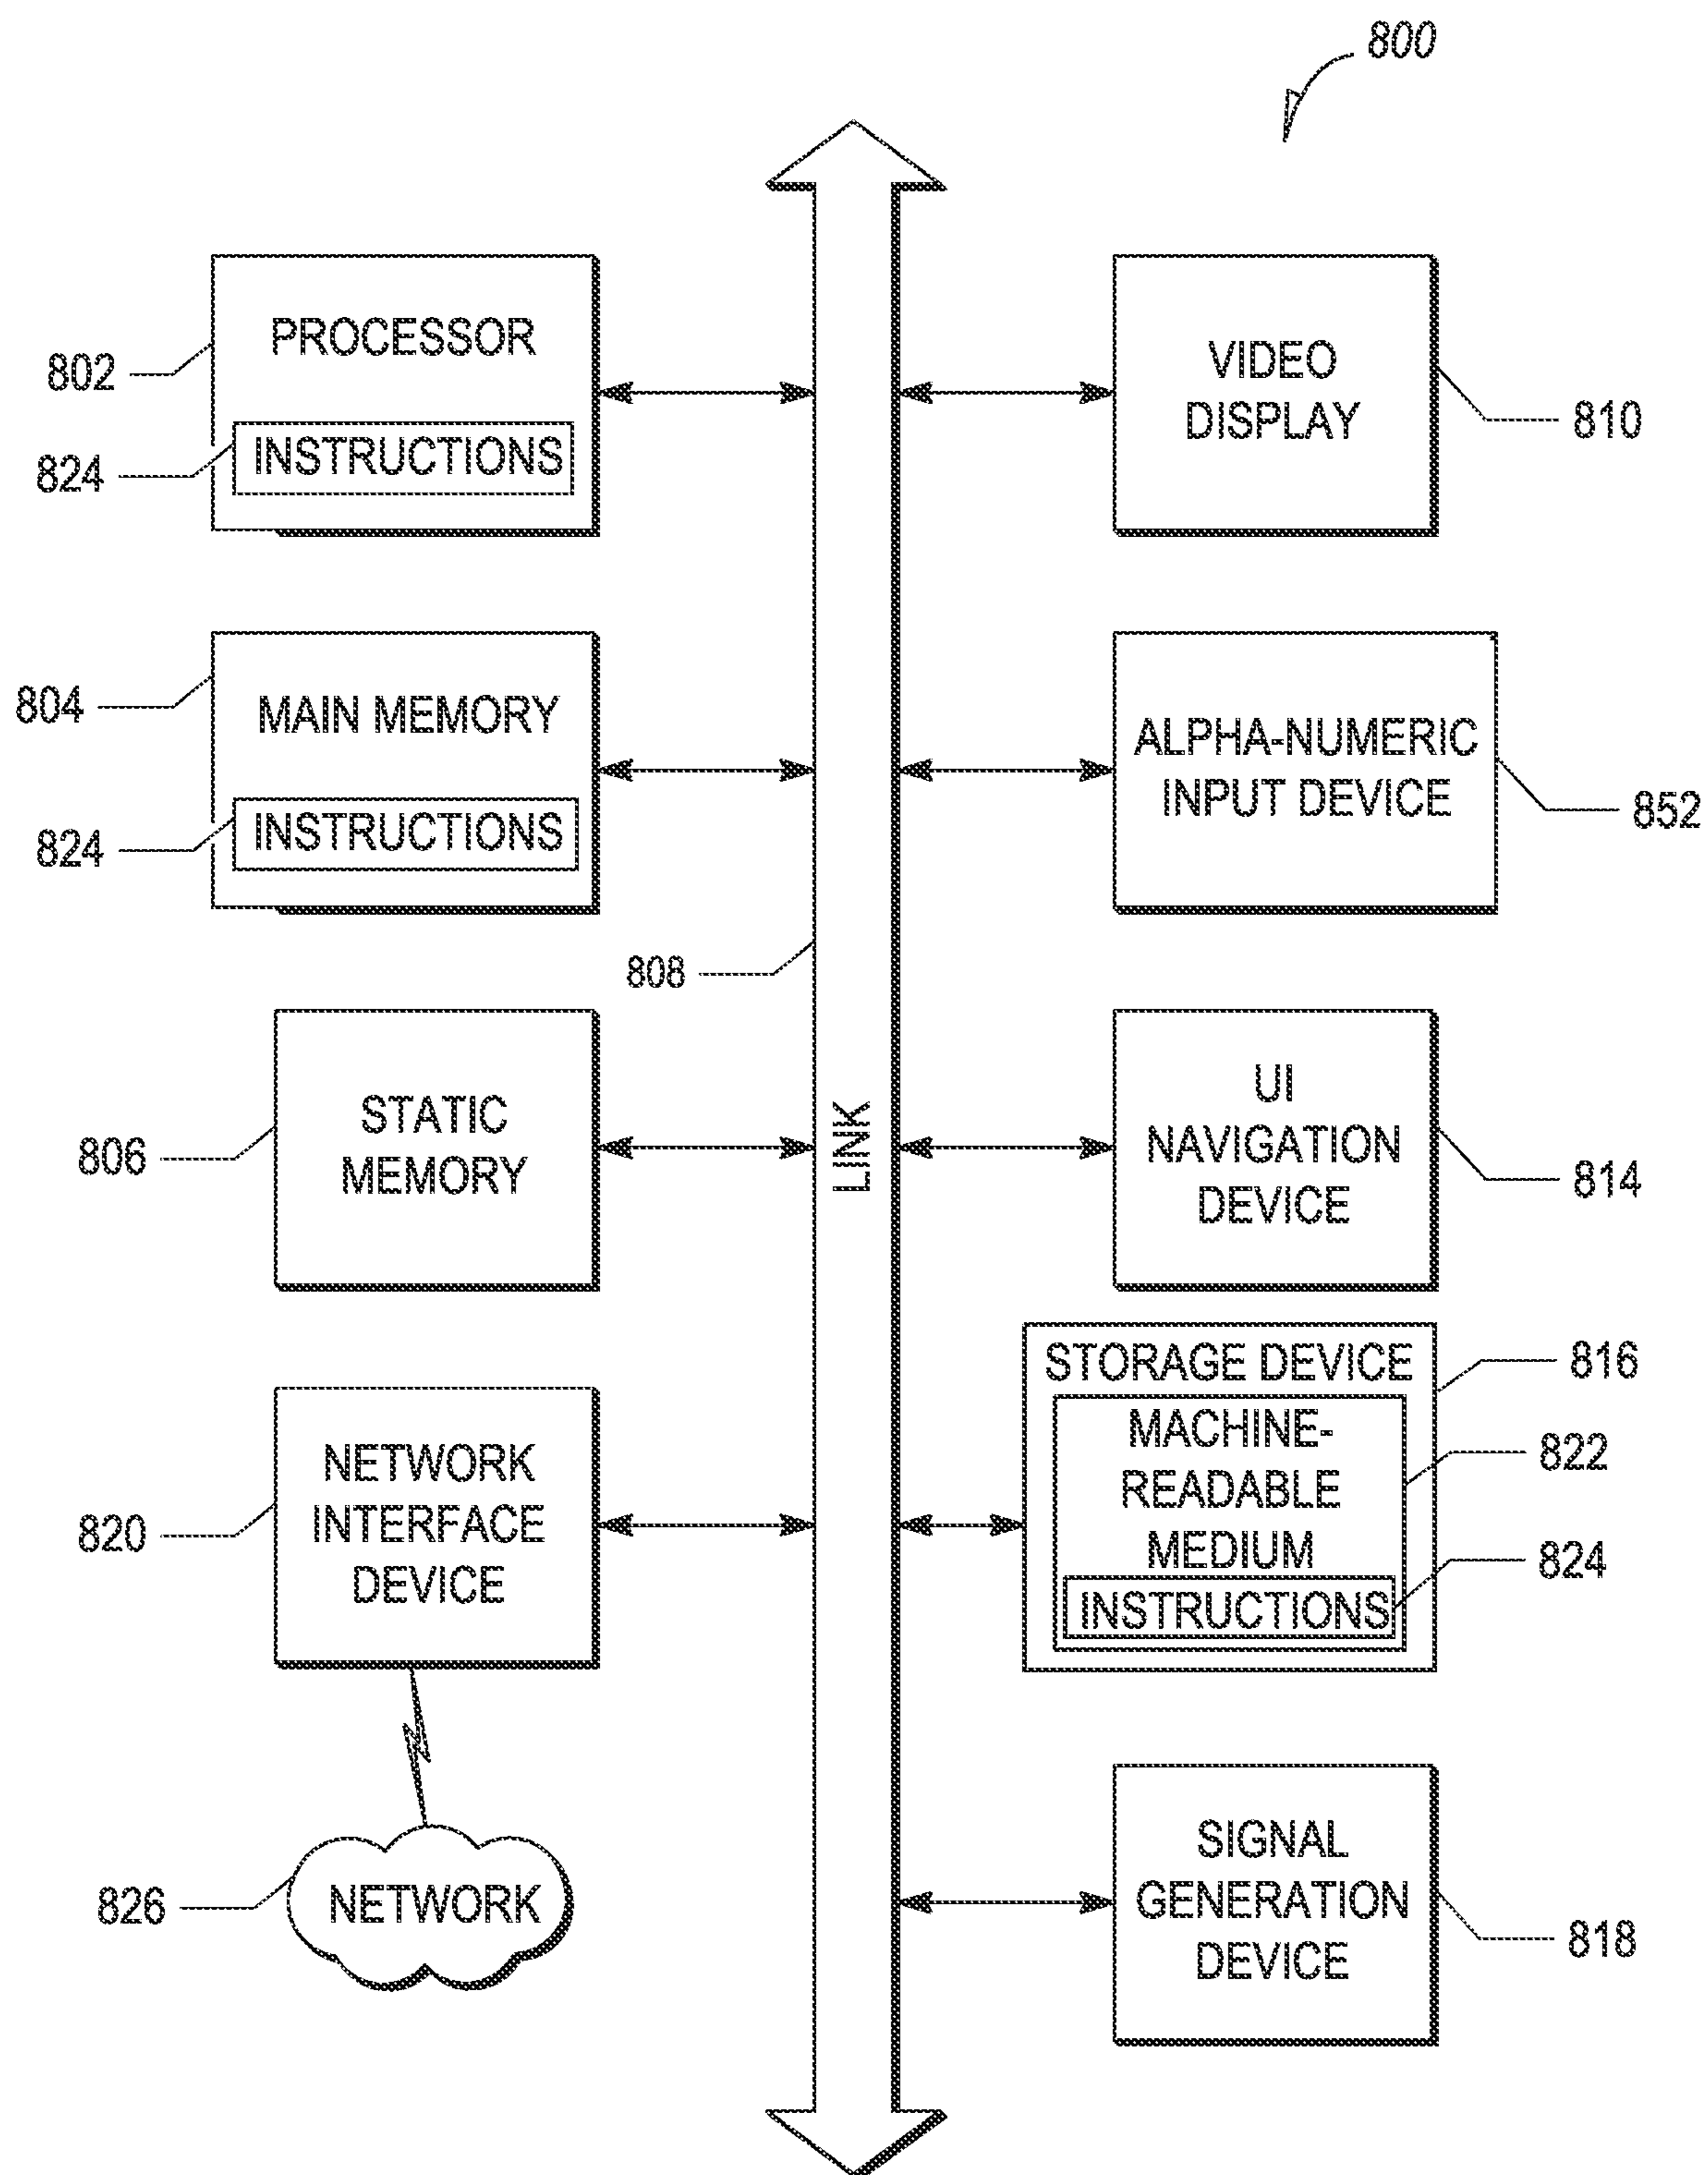 800
PROCESSOR
802
INSTRUCTIONS
824
VIDEO
DISPLAY
810
MAIN MEMORY
804
INSTRUCTIONS
824
ALPHA-NUMERIC
INPUT DEVICE
852
808
LINK
STATIC
MEMORY
806
UI
NAVIGATION
DEVICE
814
NETWORK
INTERFACE
DEVICE
820
STORAGE DEVICE
816
MACHINE-
READABLE
MEDIUM
822
INSTRUCTIONS
824
NETWORK
826
SIGNAL
GENERATION
DEVICE
818